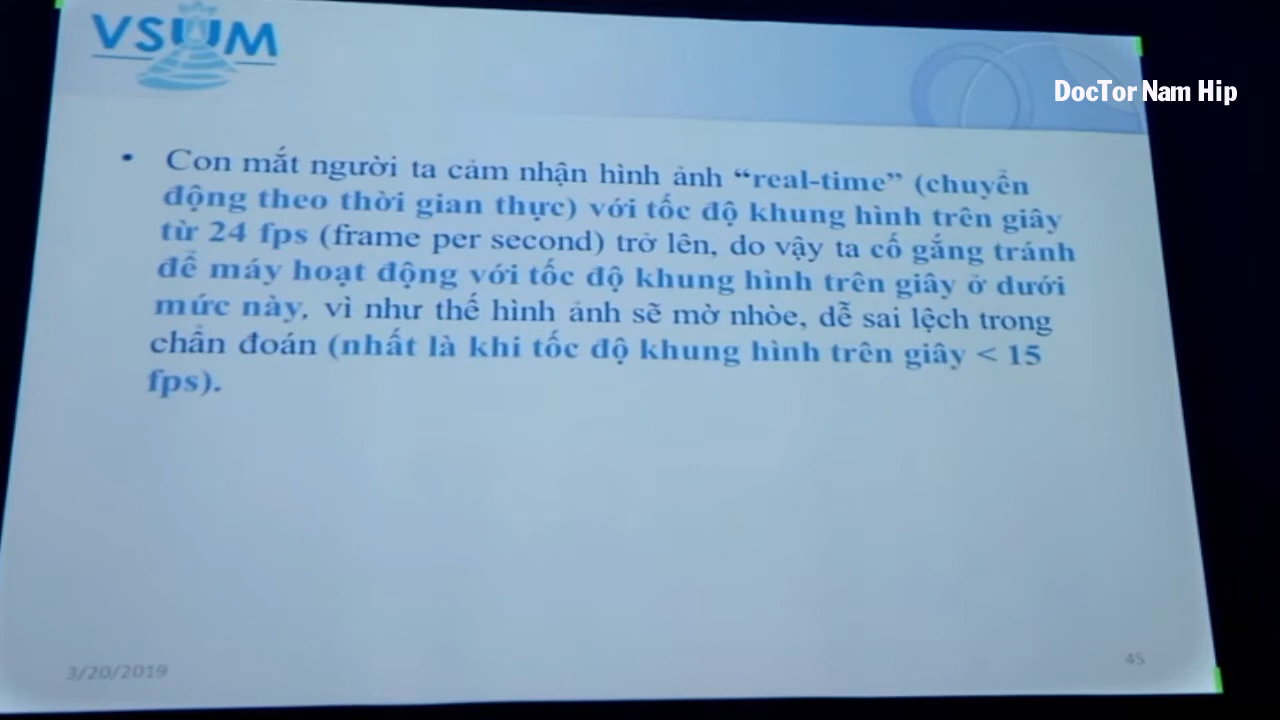 VSUM
DocTor Nam Hip
• Con mắt người ta cảm nhận hình ảnh “real-time” (chuyển
động theo thời gian thực) với tốc độ khung hình trên giây
từ 24 fps (frame per second) trở lên, do vậy ta cố gắng tránh
để máy hoạt động với tốc độ khung hình trên giây ở dưới
mức này, vì như thế hình ảnh sẽ mờ nhòe, dễ sai lệch trong
chẩn đoán (nhất là khi tốc độ khung hình trên giây < 15
fps).
3/20/2019
45